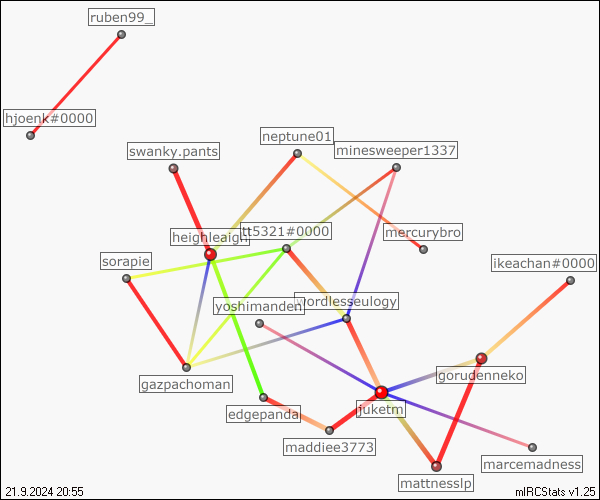 ruben99_
hjoenk#0000
neptune01
swanky.pants
minesweeper1337
tt5321#0000
mercurybro
heighleaigh
sorapie
ikeachan#0000
wordlesseulogy
yoshimanden
gorudenneko
gazpachoman
edgepanda
juketm
maddiee3773
marcemadness
mattnesslp
21.9.2024 20:55
mIRCStats v1.25